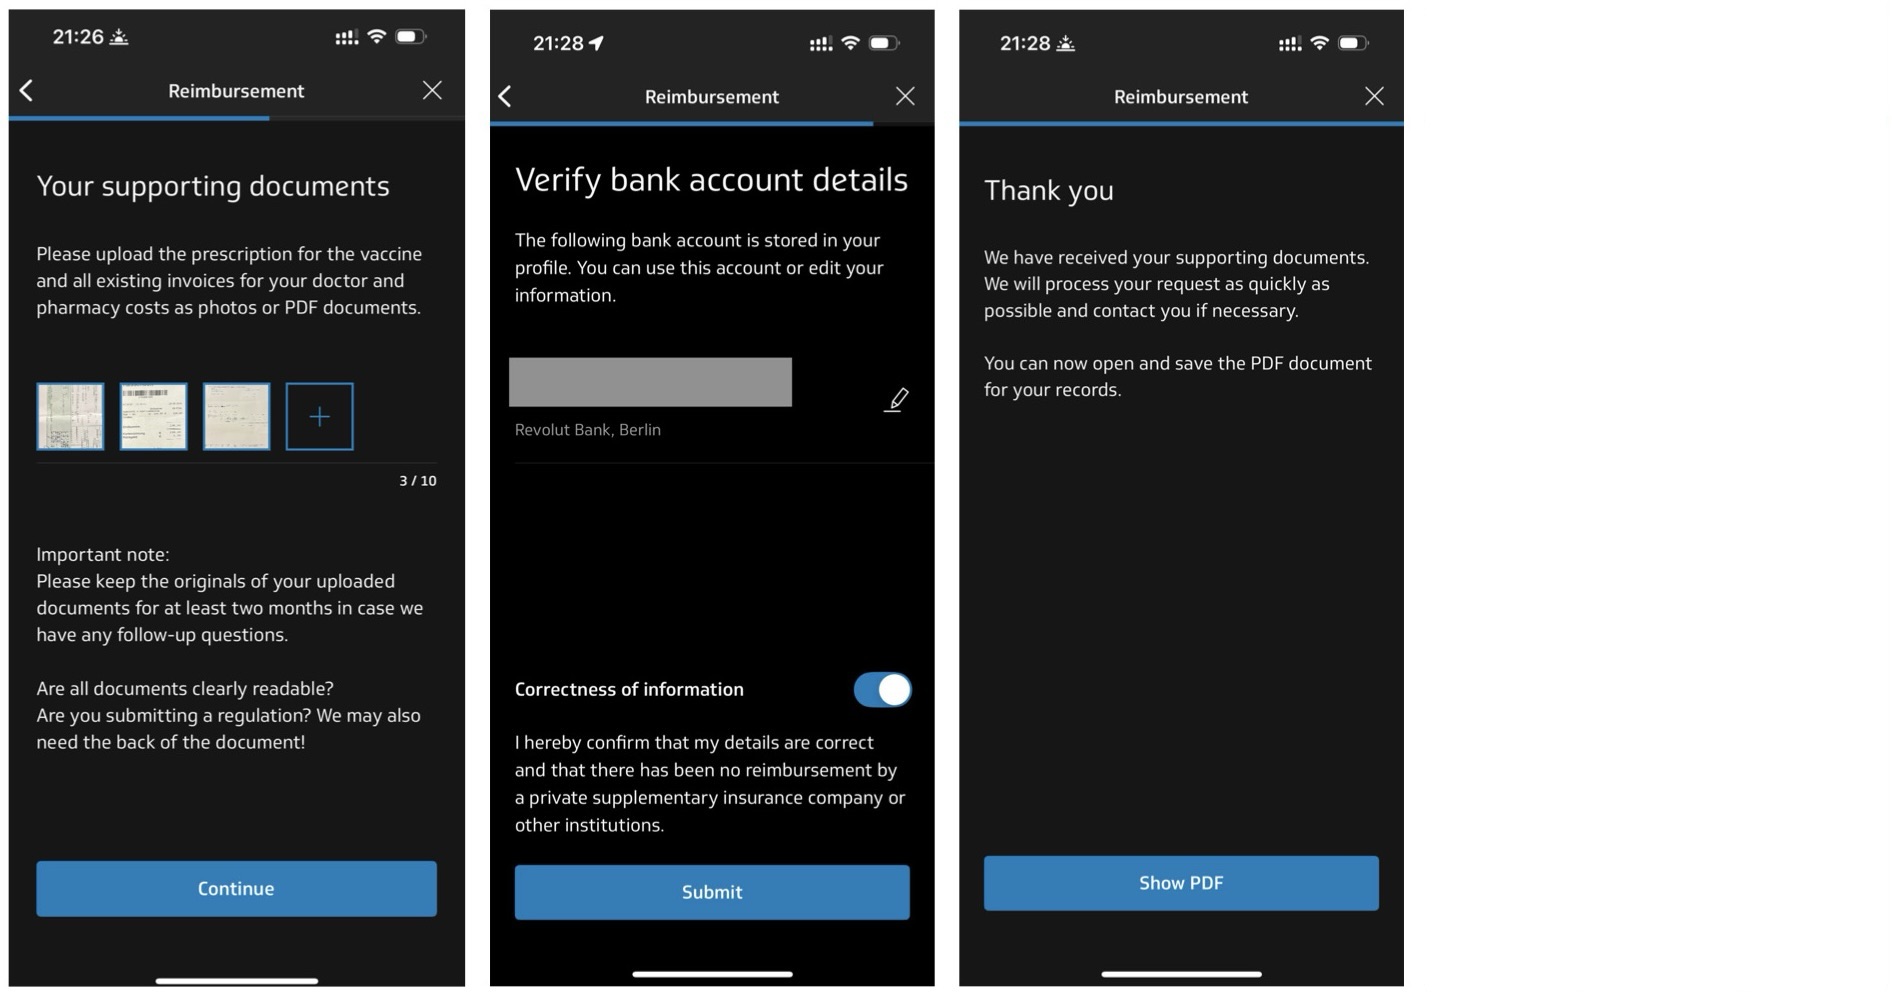 21:26
Reimbursement
Your supporting documents
Please upload the prescription for the vaccine
and all existing invoices for your doctor and
pharmacy costs as photos or PDF documents.
3 / 10
Important note:
Please keep the originals of your uploaded
documents for at least two months in case we
have any follow-up questions.
Are all documents clearly readable?
Are you submitting a regulation? We may also
need the back of the document!
Continue
21:28
Reimbursement
Verify bank account details
The following bank account is stored in your
profile. You can use this account or edit your
information.
Revolut Bank, Berlin
Correctness of information
I hereby confirm that my details are correct
and that there has been no reimbursement by
a private supplementary insurance company or
other institutions.
Submit
21:28
Reimbursement
Thank you
We have received your supporting documents.
We will process your request as quickly as
possible and contact you if necessary.
You can now open and save the PDF document
for your records.
Show PDF